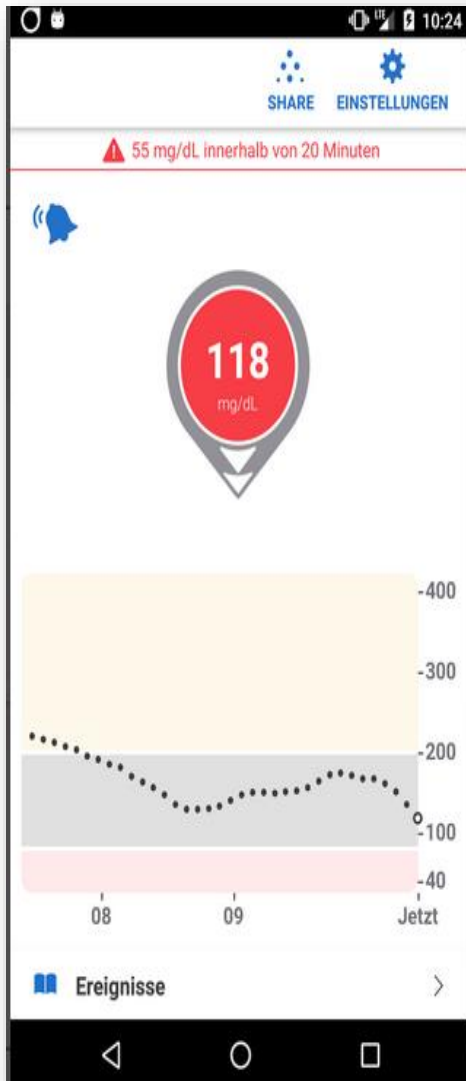 LTE 10:24
SHARE EINSTELLUNGEN
55 mg/dL innerhalb von 20 Minuten
118
mg/dL
400
300
200
100
40
08 09 Jetzt
Ereignisse